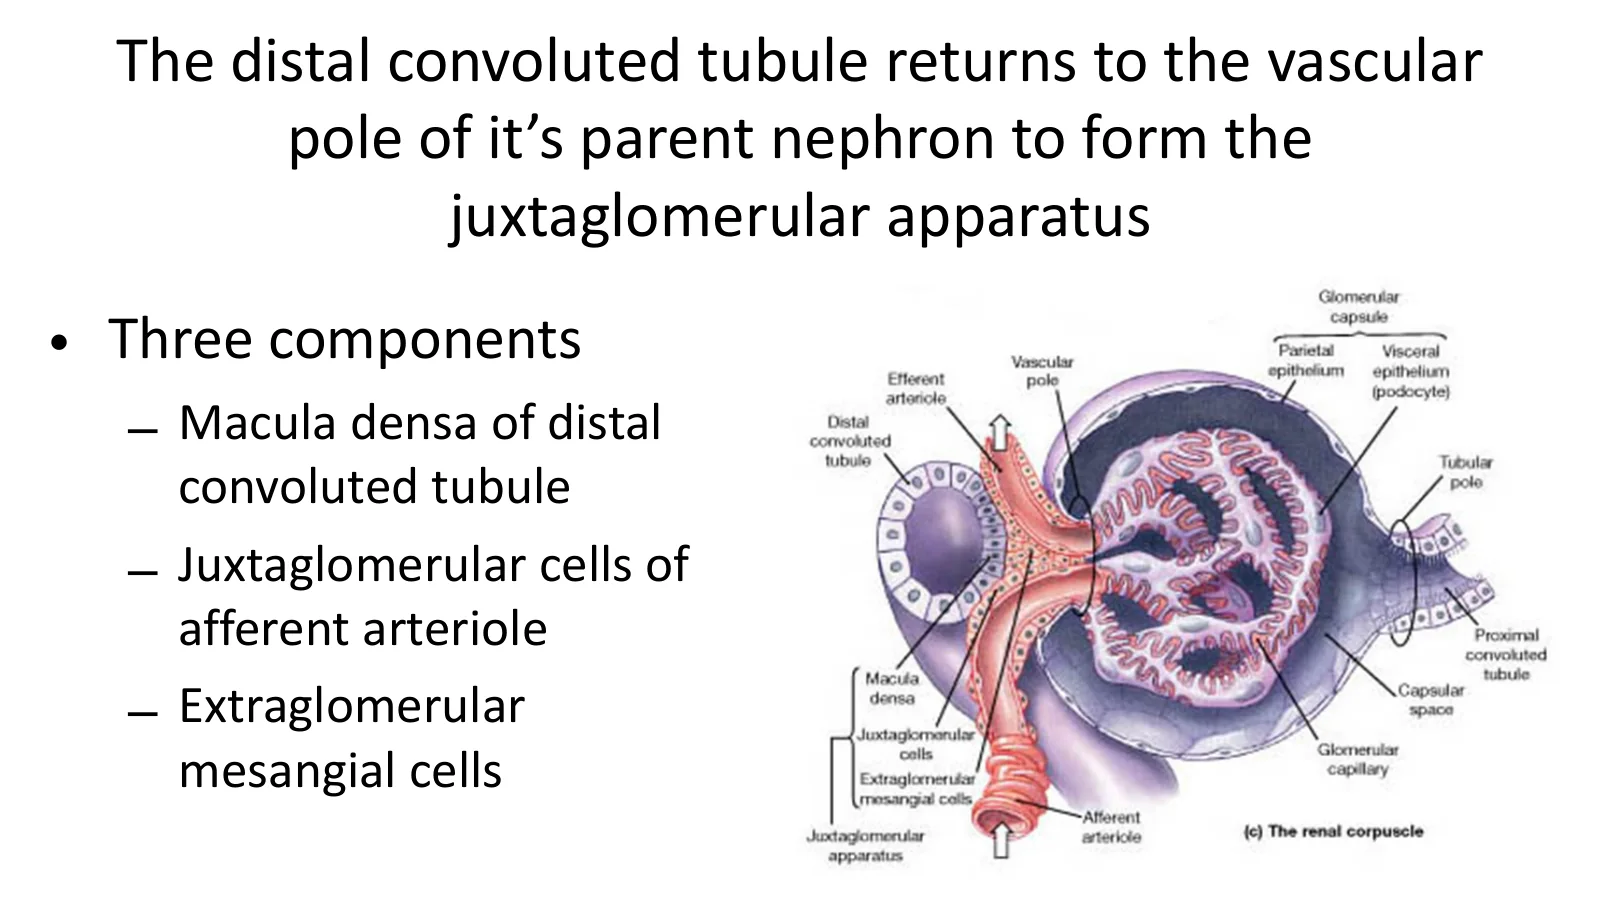 The distal convoluted tubule returns to the vascular
pole of it’s parent nephron to form the
juxtaglomerular apparatus
• Three components
– Macula densa of distal
convoluted tubule
– Juxtaglomerular cells of
afferent arteriole
– Extraglomerular
mesangial cells
Glomerular
capsule
Parietal
epithelium
Visceral
epithelium
(podocyte)
Vascular
pole
Efferent
arteriole
Distal
convoluted
tubule
Tubular
pole
Proximal
convoluted
tubule
Capsular
space
Glomerular
capillary
Macula
densa
Juxtaglomerular
cells
Extraglomerular
mesangial cells
Juxtaglomerular
apparatus
Afferent
arteriole
(c) The renal corpuscle